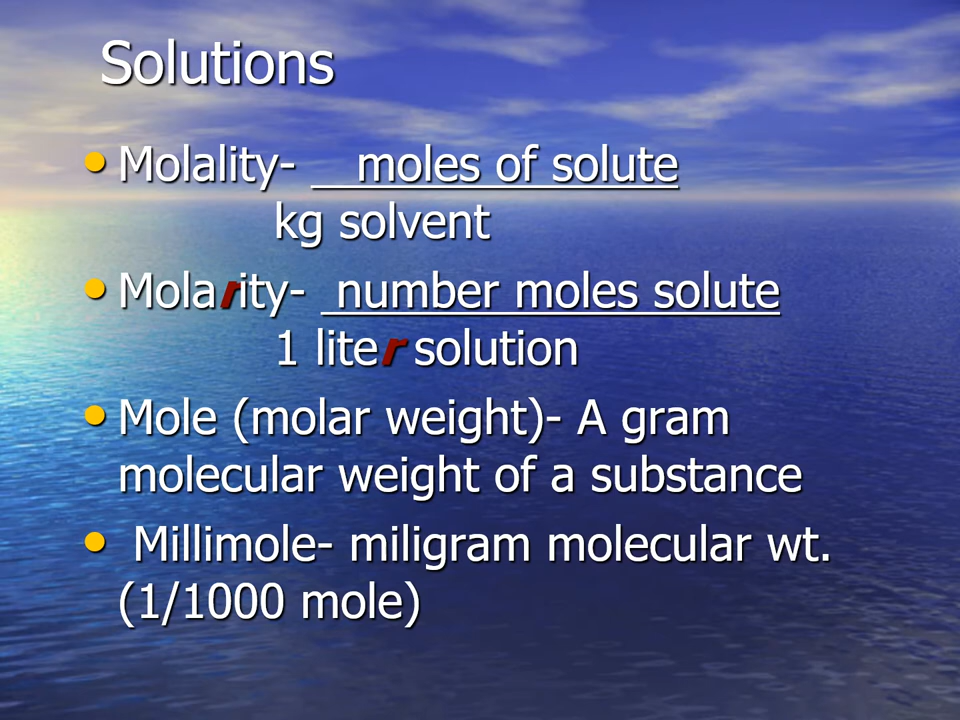 Solutions
• Molality- moles of solute
kg solvent
• Molarity- number moles solute
1 liter solution
• Mole (molar weight)- A gram
molecular weight of a substance
• Millimole- miligram molecular wt.
(1/1000 mole)